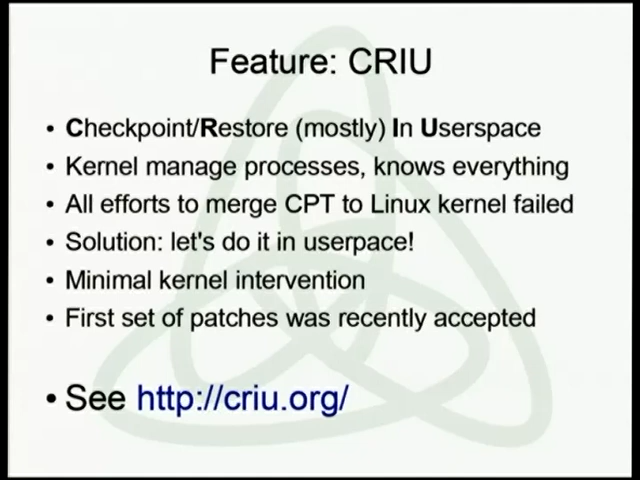 Feature: CRIU
• Checkpoint/Restore (mostly) In Userspace
• Kernel manage processes, knows everything
• All efforts to merge CPT to Linux kernel failed
• Solution: let's do it in userpace!
• Minimal kernel intervention
• First set of patches was recently accepted
• See http://criu.org/